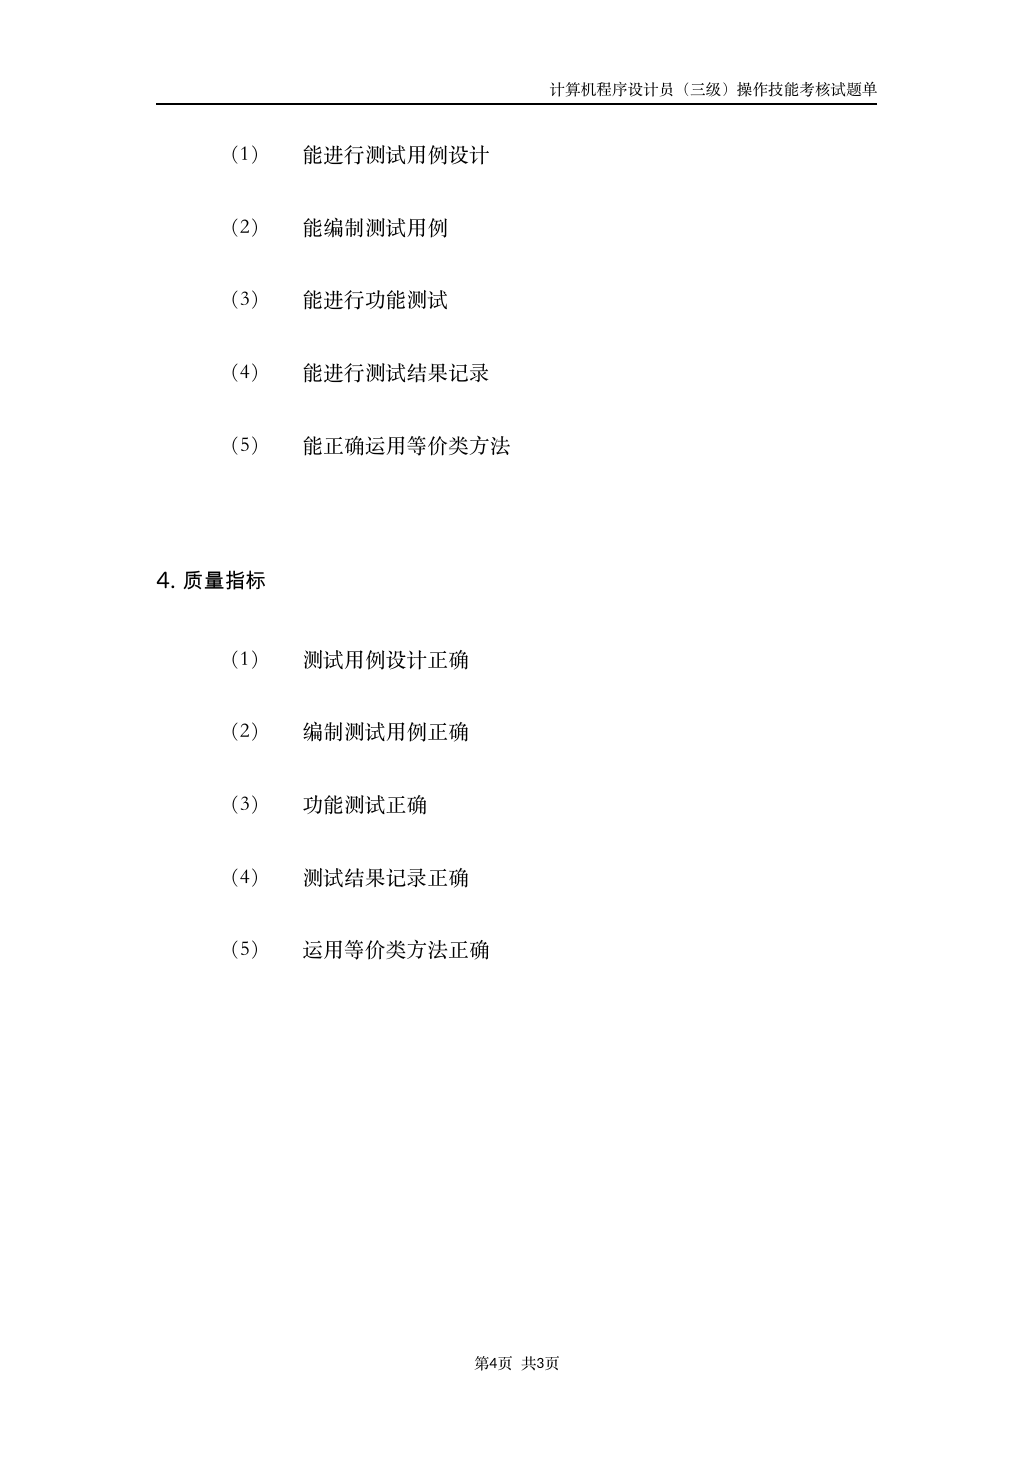 计算机程序设计员（三级）操作技能考核试题单
（1） 能进行测试用例设计
（2） 能编制测试用例
（3） 能进行功能测试
（4） 能进行测试结果记录
（5） 能正确运用等价类方法
4. 质量指标
（1） 测试用例设计正确
（2） 编制测试用例正确
（3） 功能测试正确
（4） 测试结果记录正确
（5） 运用等价类方法正确
第4页 共3页